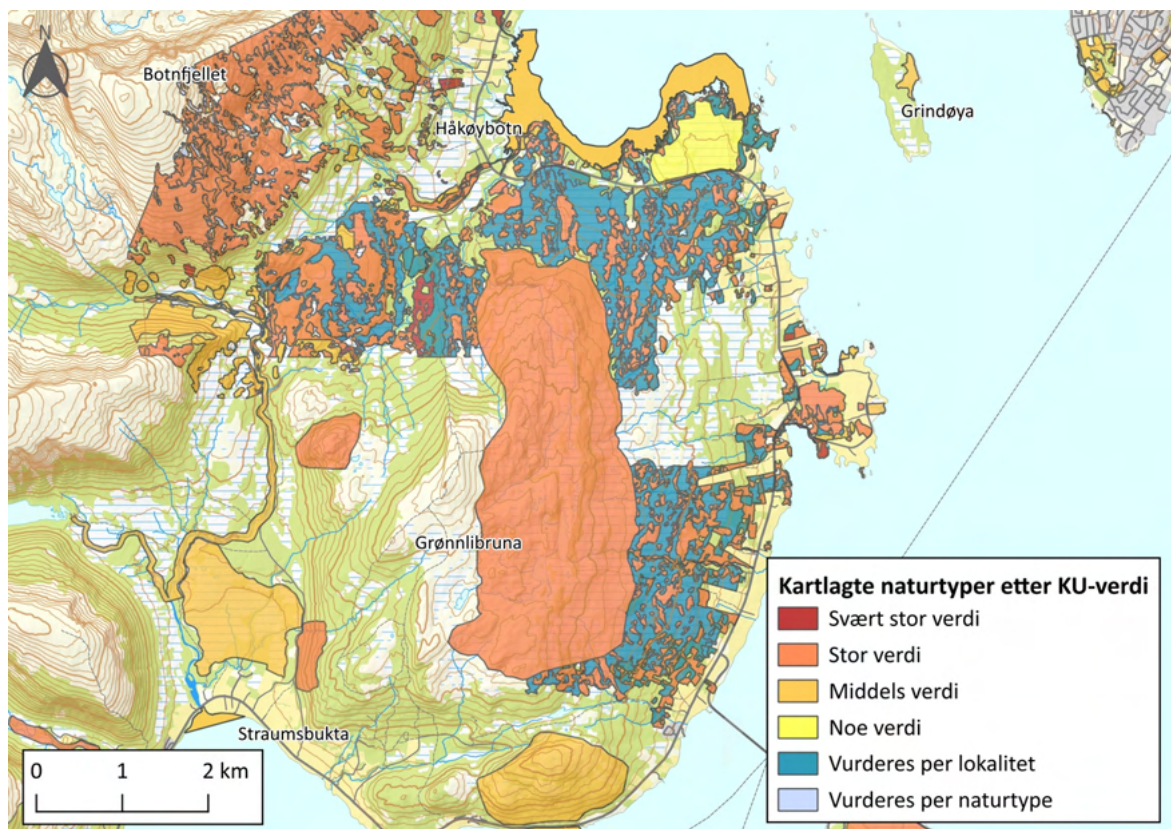 N
Botnfjellet
Håkøybotn
Grindøya
Grønnlibruna
Straumsbukta
Kartlagte naturtyper etter KU-verdi
Svært stor verdi
Stor verdi
Middels verdi
Noe verdi
Vurderes per lokalitet
Vurderes per naturtype
0 1 2 km